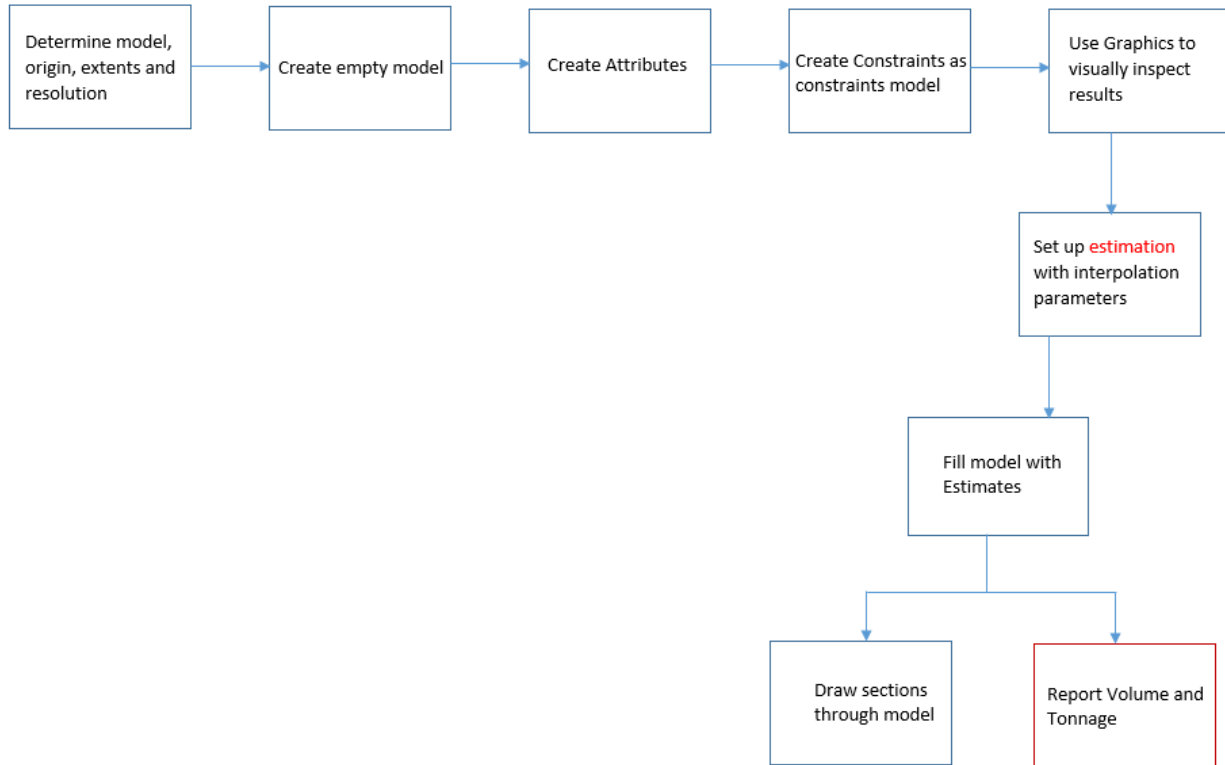 Determine model,
origin, extents and
resolution
Create empty model
Create Attributes
Create Constraints as
constraints model
Use Graphics to
visually inspect
results
Set up estimation
with interpolation
parameters
Fill model with
Estimates
Draw sections
through model
Report Volume and
Tonnage